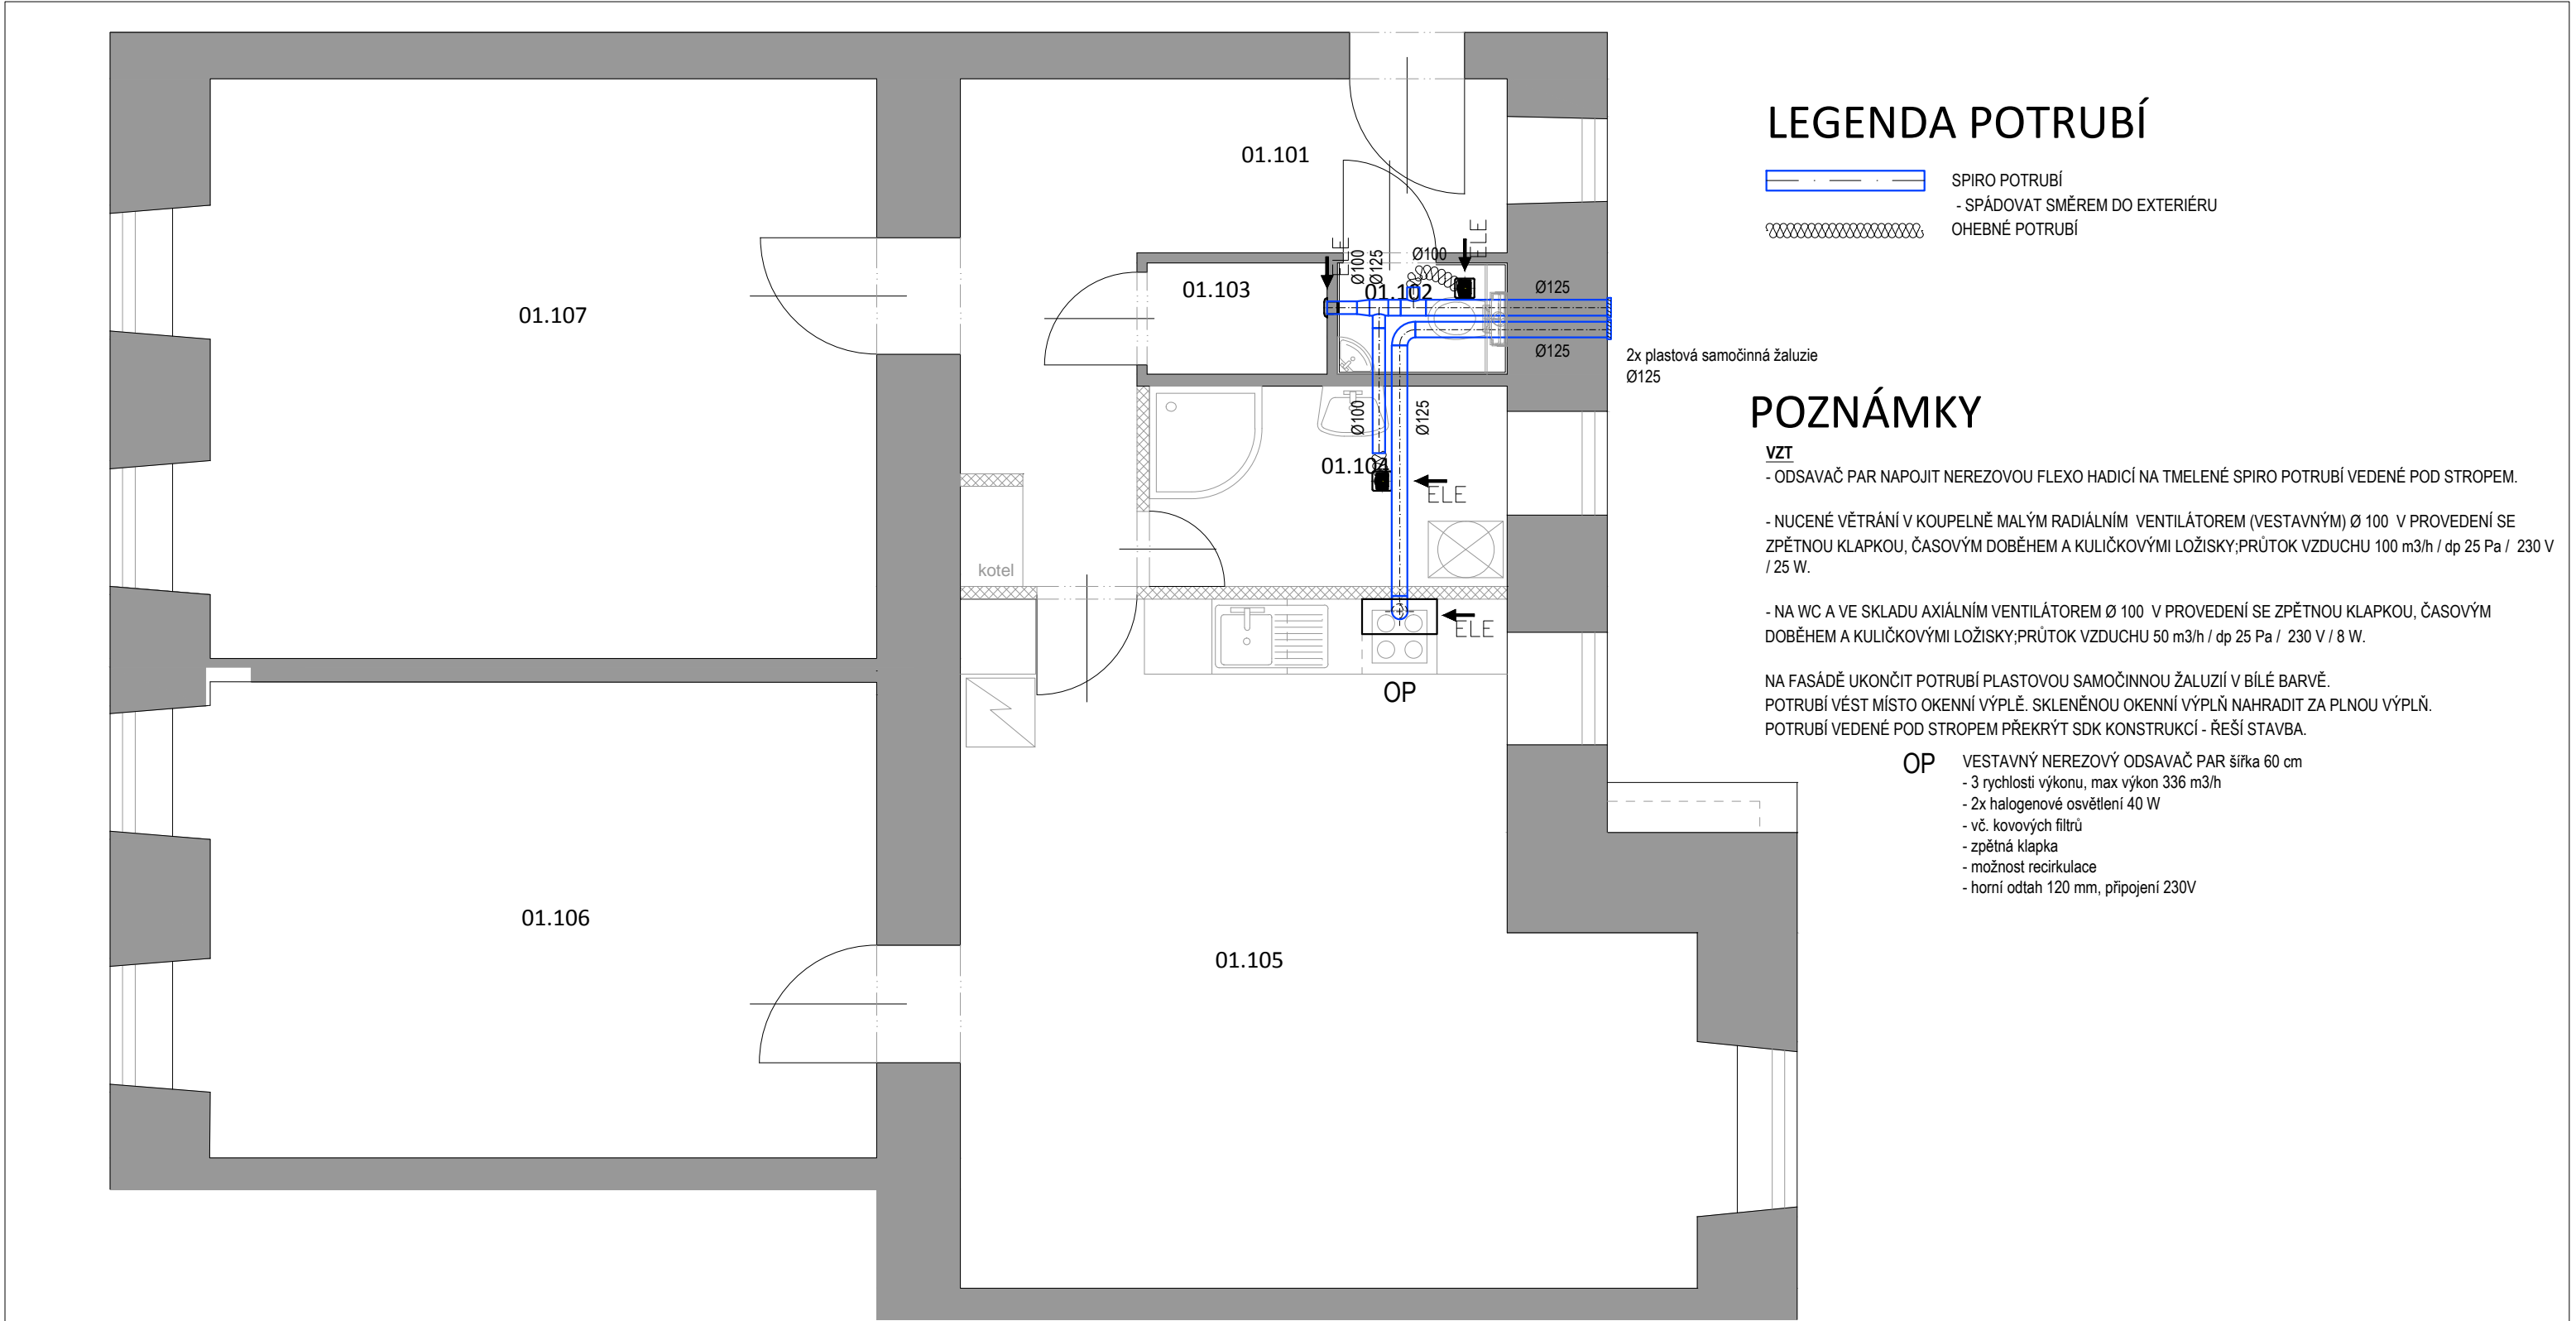 01.101
01.107
01.103
01.102
01.104
01.106
01.105
ELE
ELE
Ø100
Ø125
Ø100
Ø125
Ø125
Ø100
Ø125
ELE
ELE
kotel
OP
2x plastová samočinná žaluzie
Ø125
LEGENDA POTRUBÍ
SPIRO POTRUBÍ
- SPÁDOVAT SMĚREM DO EXTERIÉRU
OHEBNÉ POTRUBÍ
POZNÁMKY
VZT
- ODSAVAČ PAR NAPOJIT NEREZOVOU FLEXO HADICÍ NA TMELENÉ SPIRO POTRUBÍ VEDENÉ POD STROPEM.
- NUCENÉ VĚTRÁNÍ V KOUPELNĚ MALÝM RADIÁLNÍM VENTILÁTOREM (VESTAVNÝM) Ø 100 V PROVEDENÍ SE
ZPĚTNOU KLAPKOU, ČASOVÝM DOBĚHEM A KULIČKOVÝMI LOŽISKY;PRŮTOK VZDUCHU 100 m3/h / dp 25 Pa / 230 V
/ 25 W.
- NA WC A VE SKLADU AXIÁLNÍM VENTILÁTOREM Ø 100 V PROVEDENÍ SE ZPĚTNOU KLAPKOU, ČASOVÝM
DOBĚHEM A KULIČKOVÝMI LOŽISKY;PRŮTOK VZDUCHU 50 m3/h / dp 25 Pa / 230 V / 8 W.
NA FASÁDĚ UKONČIT POTRUBÍ PLASTOVOU SAMOČINNOU ŽALUZIÍ V BÍLÉ BARVĚ.
POTRUBÍ VÉST MÍSTO OKENNÍ VÝPLĚ. SKLENĚNOU OKENNÍ VÝPLŇ NAHRADIT ZA PLNOU VÝPLŇ.
POTRUBÍ VEDENÉ POD STROPEM PŘEKRÝT SDK KONSTRUKCÍ - ŘEŠÍ STAVBA.
OP VESTAVNÝ NEREZOVÝ ODSAVAČ PAR šířka 60 cm
- 3 rychlosti výkonu, max výkon 336 m3/h
- 2x halogenové osvětlení 40 W
- vč. kovových filtrů
- zpětná klapka
- možnost recirkulace
- horní odtah 120 mm, připojení 230V